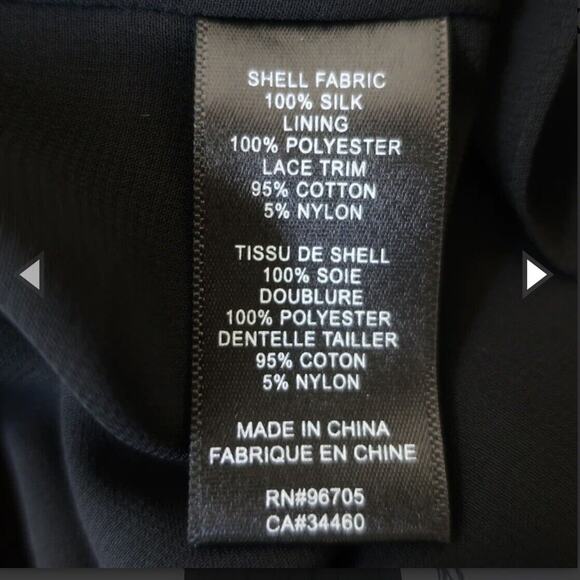 SHELL FABRIC
100% SILK
LINING
100% POLYESTER
LACE TRIM
95% COTTON
5% NYLON
TISSU DE SHELL
100% SOIE
DOUBLURE
100% POLYESTER
DENTELLE TAILLER
95% COTON
5% NYLON
MADE IN CHINA
FABRIQUE EN CHINE
RN#96705
CA#34460